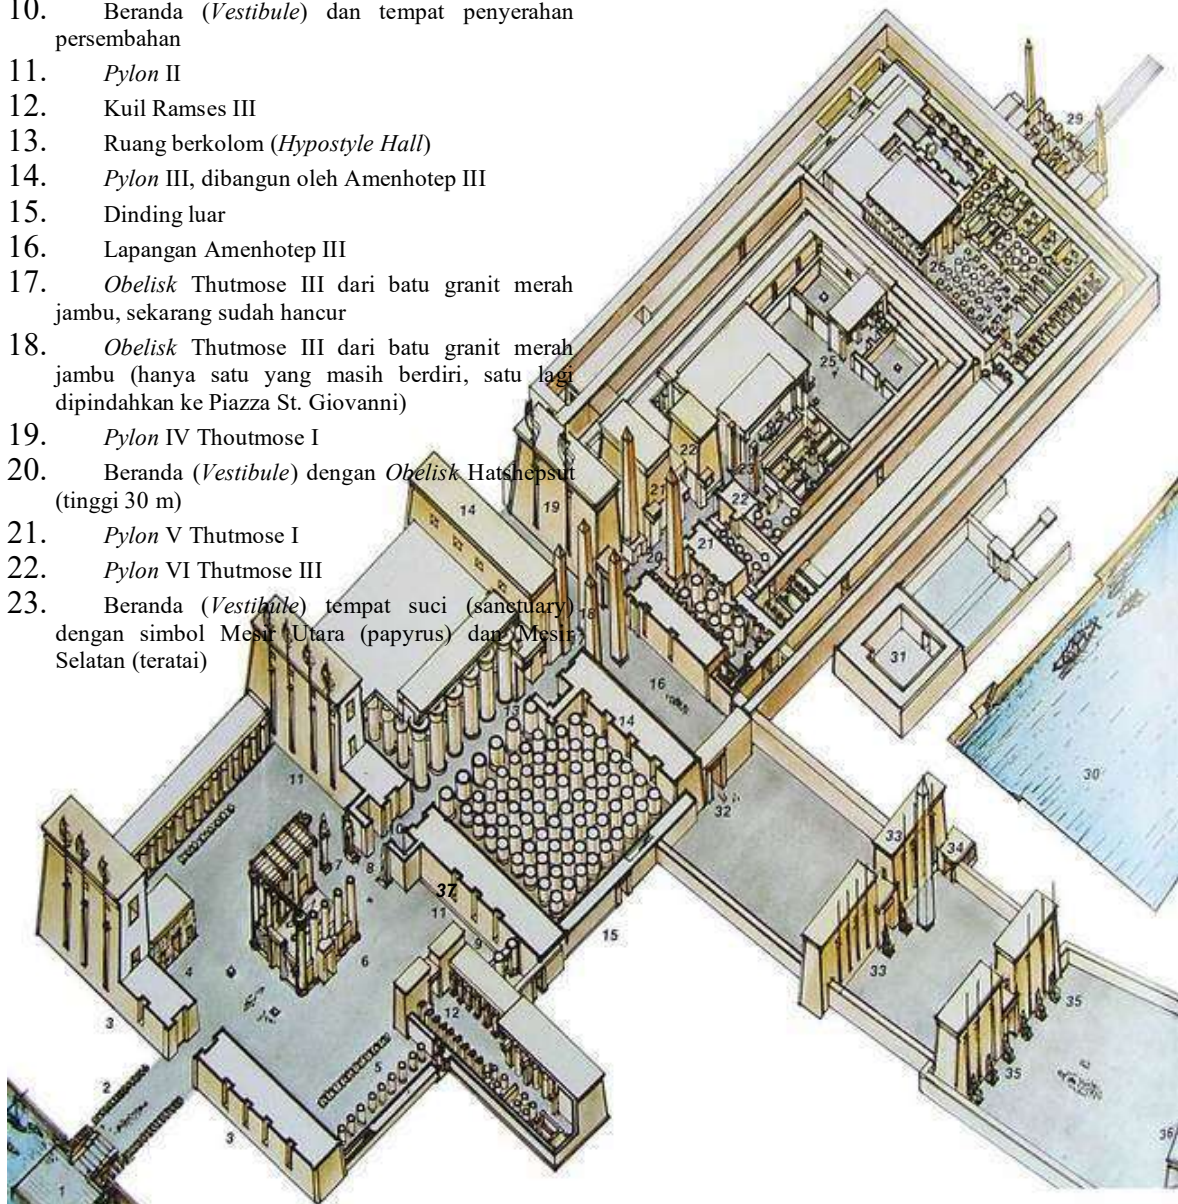 10. Beranda (Vestibule) dan tempat penyerahan
persembahan
11. Pylon II
12. Kuil Ramses III
13. Ruang berkolom (Hypostyle Hall)
14. Pylon III, dibangun oleh Amenhotep III
15. Dinding luar
16. Lapangan Amenhotep III
17. Obelisk Thutmose III dari batu granit merah
jambu, sekarang sudah hancur
18. Obelisk Thutmose III dari batu granit merah
jambu (hanya satu yang masih berdiri, satu lagi
dipindahkan ke Piazza St. Giovanni)
19. Pylon IV Thoutmose I
20. Beranda (Vestibule) dengan Obelisk Hatshepsut
(tinggi 30 m)
21. Pylon V Thutmose I
22. Pylon VI Thutmose III
23. Beranda (Vestibule) tempat suci (sanctuary)
dengan simbol Mesir Utara (papyrus) dan Mesir
Selatan (teratai)
29
26
25
22
23
22
21
14
19
20
21
18
16
31
13
14
30
11
32
33
34
10
7
8
37
11
9
15
6
4
33
35
12
3
5
35
2
3
36
1